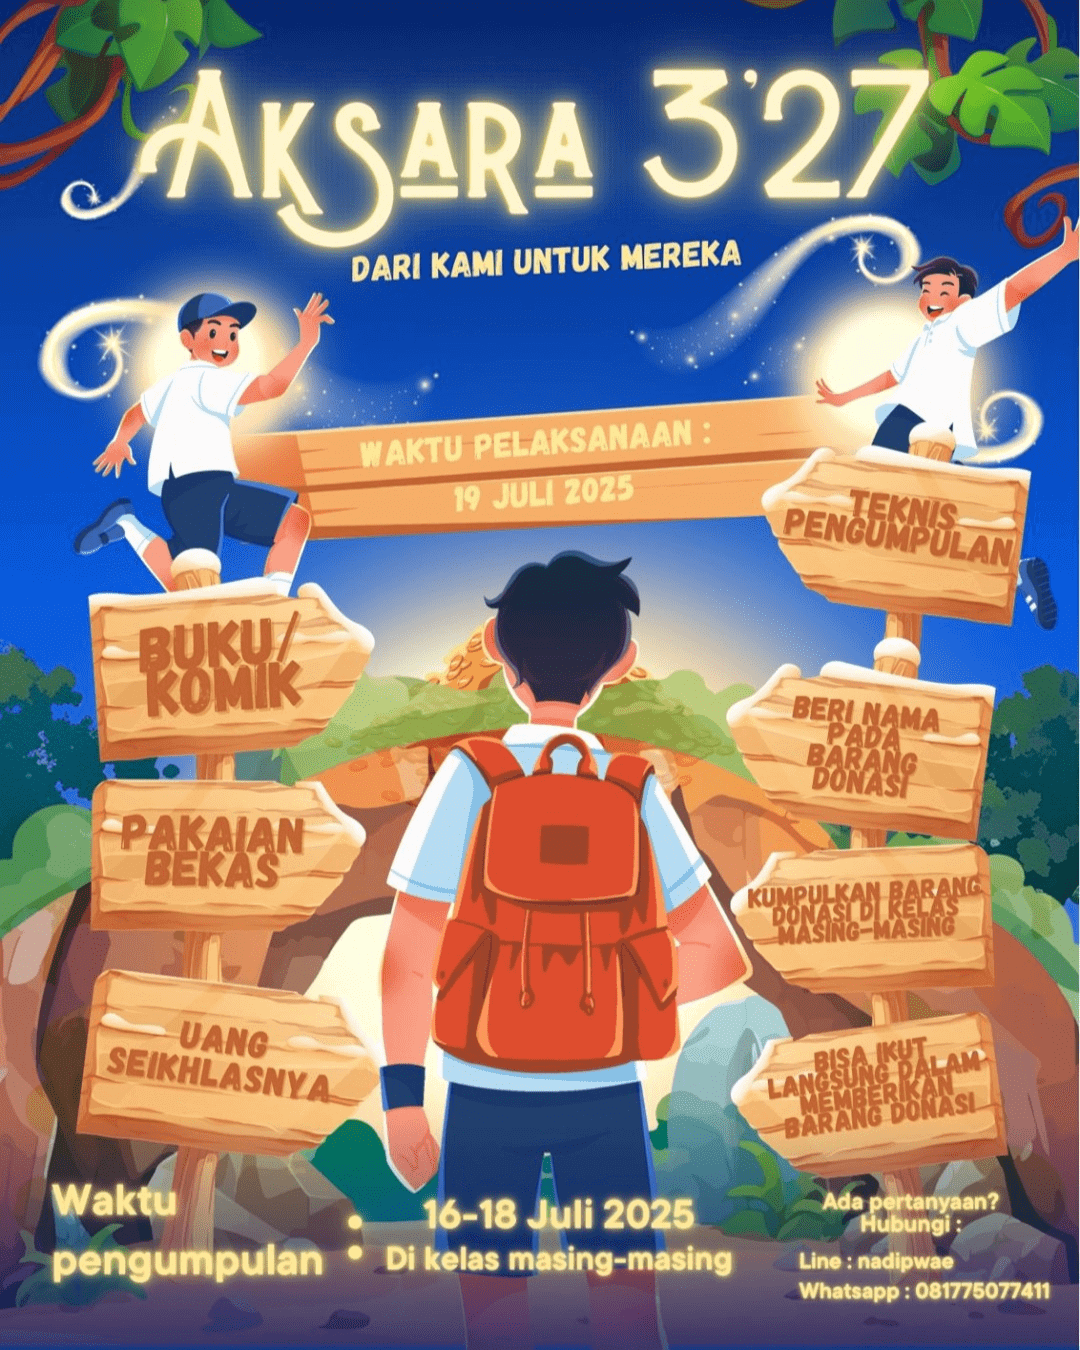 AKSARA 3'27
DARI KAMI UNTUK MEREKA
WAKTU PELAKSANAAN :
19 JULI 2025
BUKU/
KOMIK
PAKAIAN
BEKAS
UANG
SEIKHLASNYA
TEKNIS
PENGUMPULAN
BERI NAMA
PADA
BARANG
DONASI
KUMPULKAN BARANG
DONASI DI KELAS
MASING-MASING
BISA IKUT
LANGSUNG DALAM
MEMBERIKAN
BARANG DONASI
Waktu
pengumpulan :
16-18 Juli 2025
Di kelas masing-masing
Ada pertanyaan?
Hubungi :
Line : nadipwae
Whatsapp : 081775077411